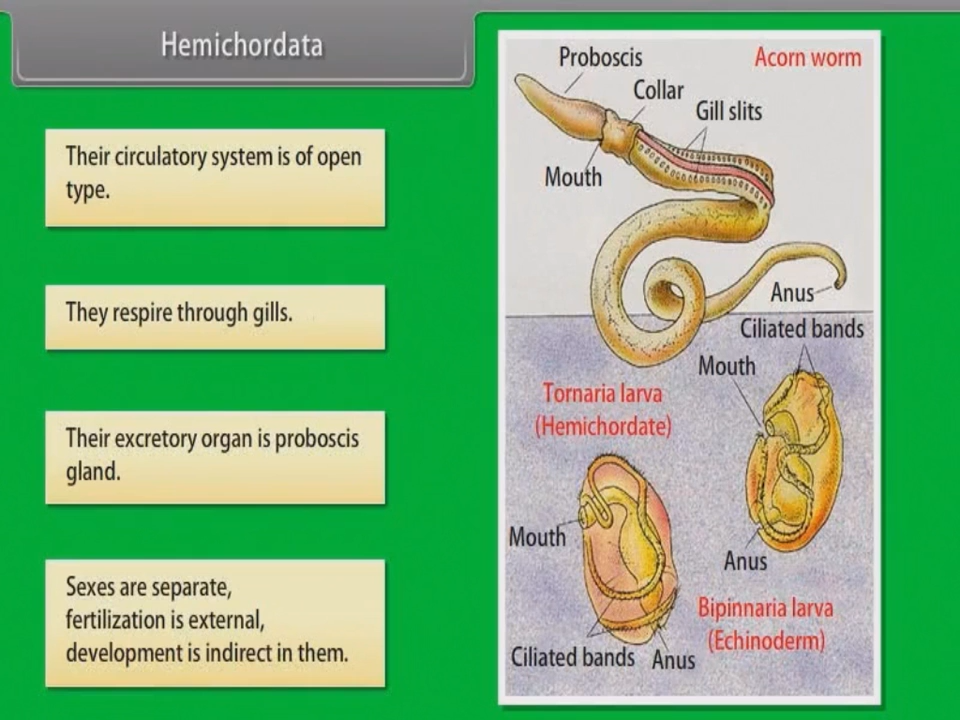 Hemichordata
Their circulatory system is of open
type.
They respire through gills.
Their excretory organ is proboscis
gland.
Sexes are separate,
fertilization is external,
development is indirect in them.
Proboscis
Acorn worm
Collar
Gill slits
Mouth
Anus
Ciliated bands
Mouth
Tornaria larva
(Hemichordate)
Mouth
Anus
Bipinnaria larva
(Echinoderm)
Ciliated bands
Anus